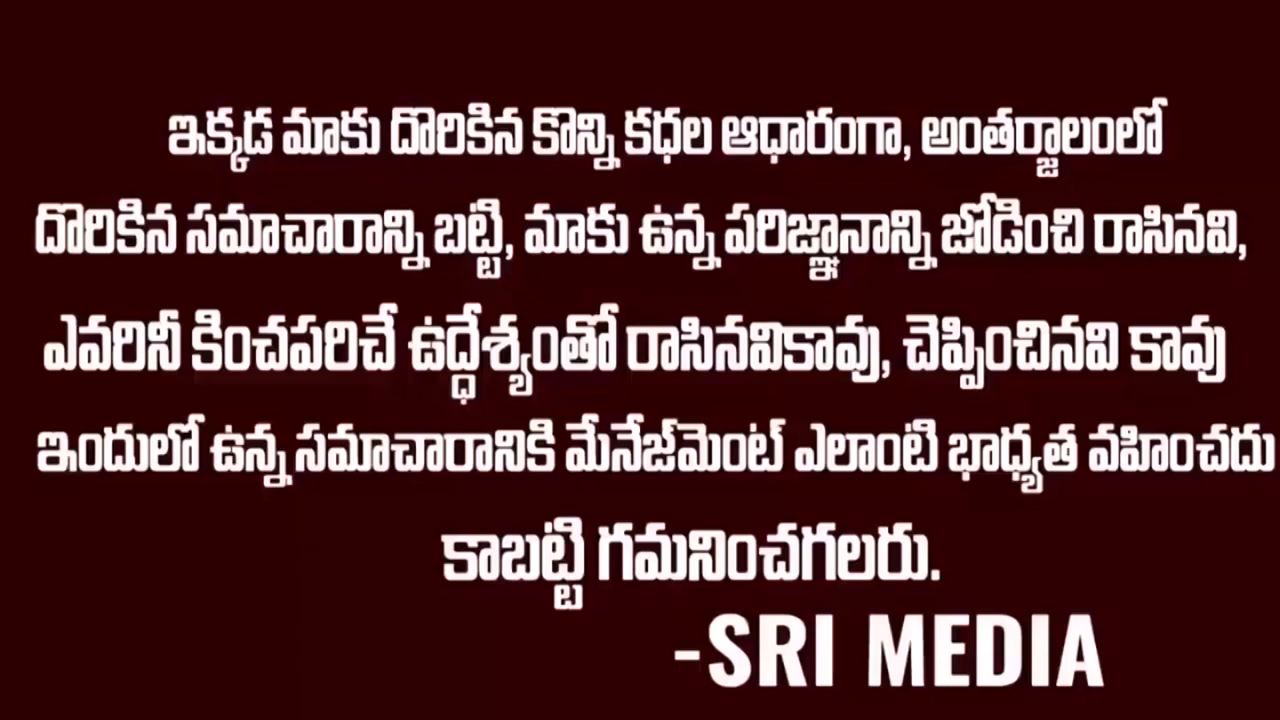 ఇక్కడ మాకు దొరికిన కొన్ని కధల ఆధారంగా, అంతర్జాలంలో
దొరికిన సమాచారాన్ని బట్టి, మాకు ఉన్న పరిజ్ఞానాన్ని జోడించి రాసినవి,
ఎవరినీ కించపరిచే ఉద్ధేశ్యంతో రాసినవికావు, చెప్పించినవి కావు
ఇందులో ఉన్న సమాచారానికి మేనేజ్‌మెంట్ ఎలాంటి భాధ్యత వహించదు
కాబట్టి గమనించగలరు.
-SRI MEDIA